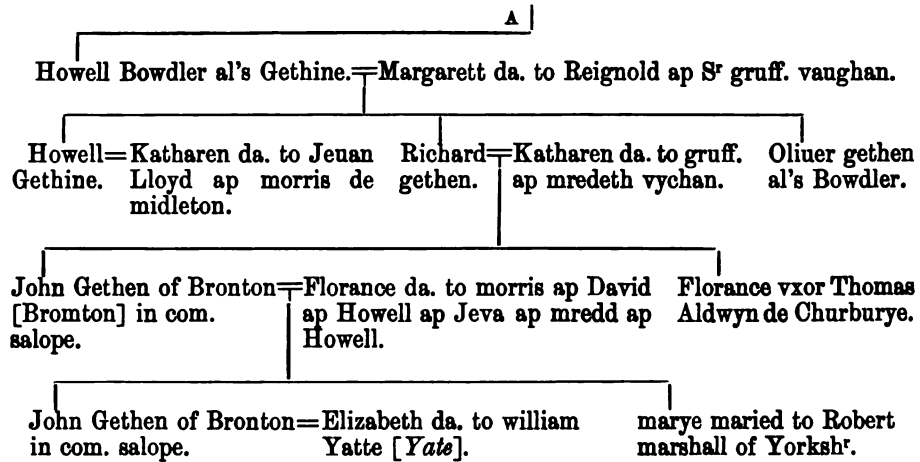 A
Howell Bowdler al's Gethine.=Margarett da. to Reignold ap Sʳ gruff. vaughan.
Howell=Katharen da. to Jeuan
Gethine. Lloyd ap morris de
midleton.
Richard=Katharen da. to gruff.
gethen. ap mredeth vychan.
Oliuer gethen
al's Bowdler.
John Gethen of Bronton=Florance da. to morris ap David
[Bromton] in com. ap Howell ap Jeva ap mredd ap
salope. Howell.
Florance vxor Thomas
Aldwyn de Churburye.
John Gethen of Bronton=Elizabeth da. to william
in com. salope. Yatte [Yate].
marye maried to Robert
marshall of Yorkshʳ.